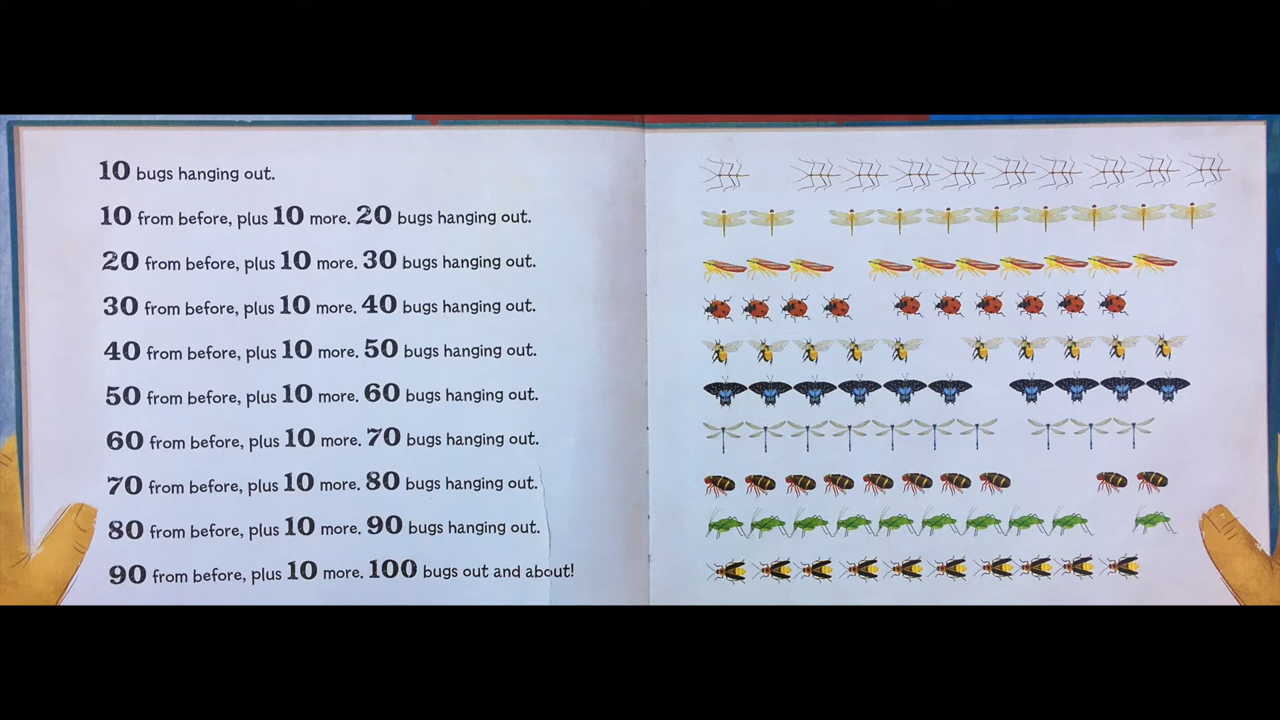 10 bugs hanging out.
10 from before, plus 10 more. 20 bugs hanging out.
20 from before, plus 10 more. 30 bugs hanging out.
30 from before, plus 10 more. 40 bugs hanging out.
40 from before, plus 10 more. 50 bugs hanging out.
50 from before, plus 10 more. 60 bugs hanging out.
60 from before, plus 10 more. 70 bugs hanging out.
70 from before, plus 10 more. 80 bugs hanging out.
80 from before, plus 10 more. 90 bugs hanging out.
90 from before, plus 10 more. 100 bugs out and about!